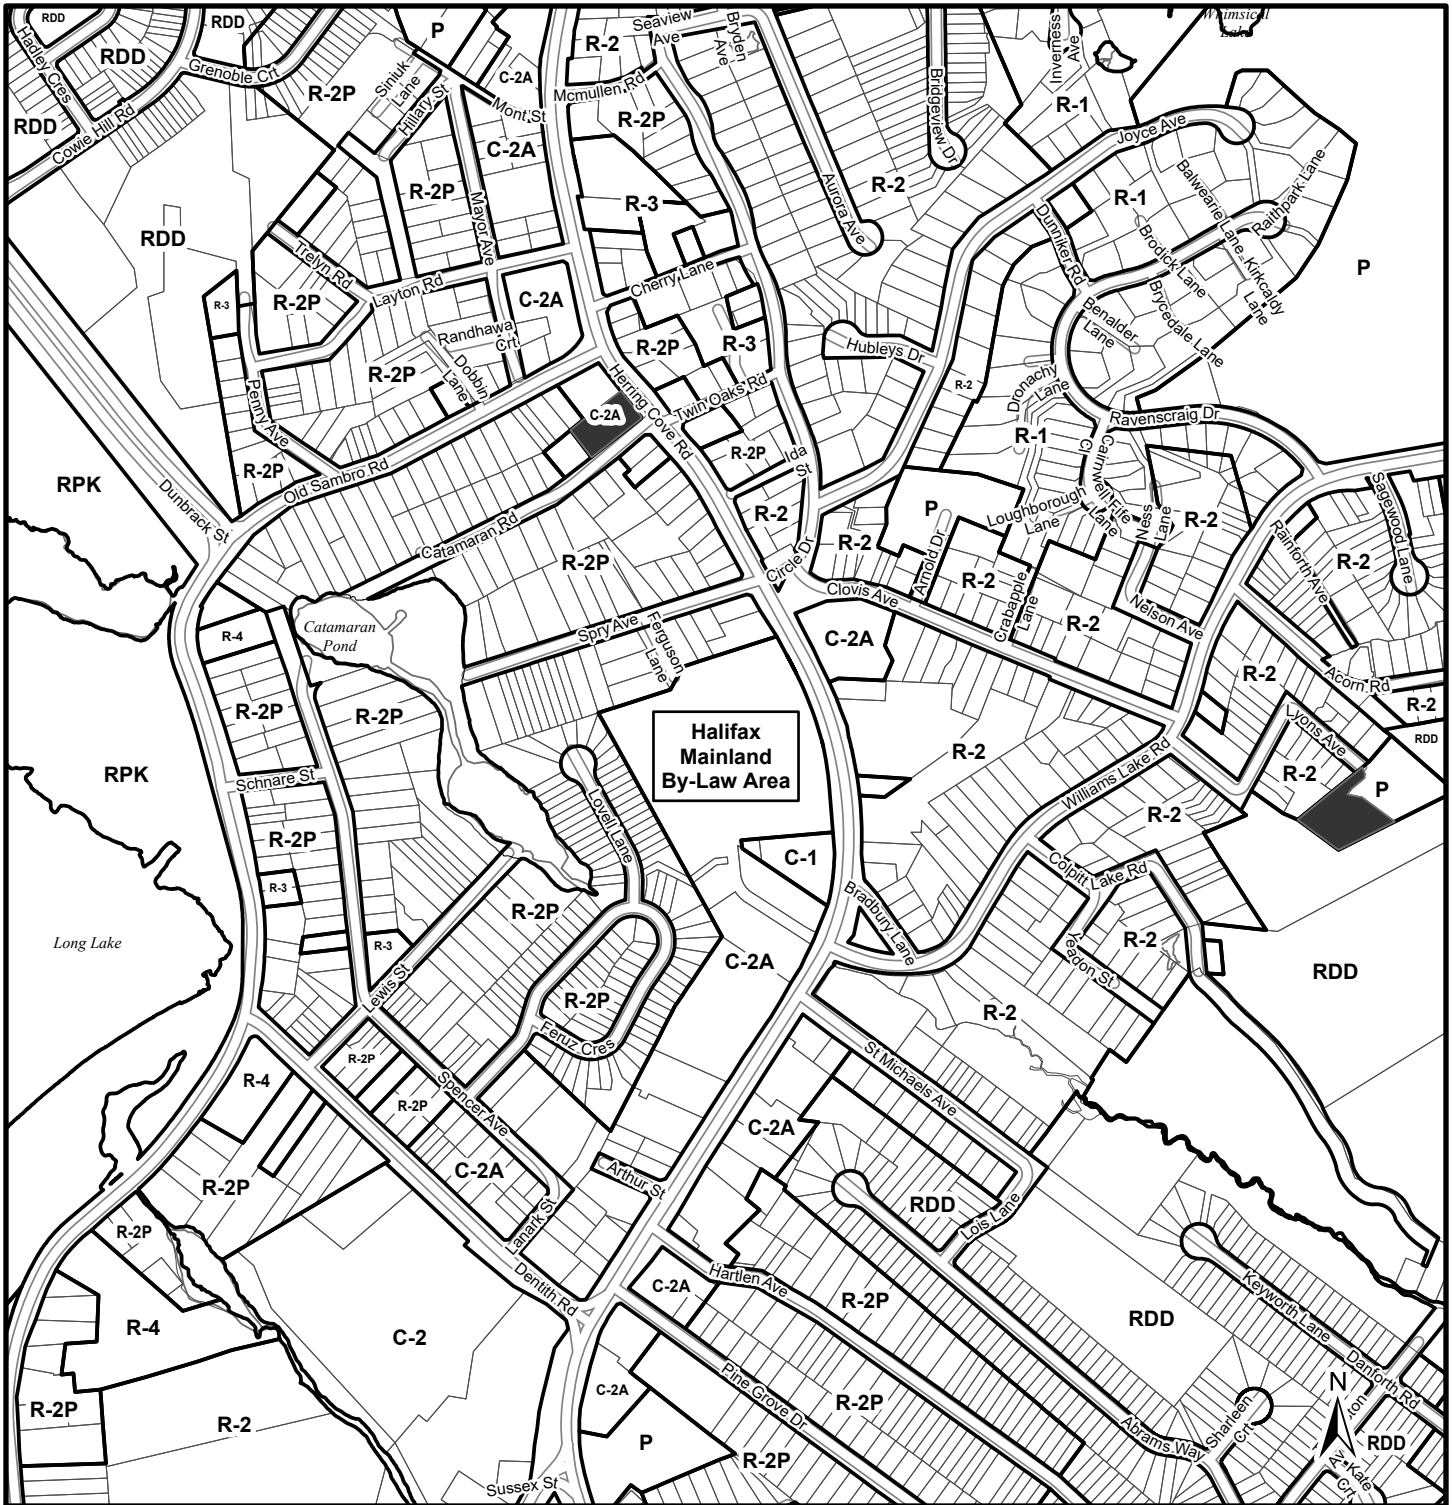 RDD
RDD
P
Seaview
Ave
Bryden
Ave
Inverness
Ave
Whimsical
Lake
Hadley Cres
RDD
Grenoble Crt
R-2
Siniuk
Lane
Hillary St
R-2P
C-2A
Mont St
Mcmullen Rd
R-2P
Bridgeview Dr
R-1
Joyce Ave
RDD
Cowie Hill Rd
C-2A
R-2P
Mayor Ave
R-3
Aurora Ave
R-2
R-1
Balwearie Lane
Raithpark Lane
RDD
Trelyn Rd
Layton Rd
Cherry Lane
Dunniker Rd
Brodick Lane
Kirkcaldy
Lane
P
R-3
R-2P
C-2A
Brycedale Lane
Benalder
Lane
Randhawa
Crt
Dobbin
Lane
R-2P
R-2P
R-3
Hubleys Dr
Penny Ave
Herring Cove Rd
Twin Oaks Rd
R-2
Dronachy
Lane
C-2A
Ravenscraig Dr
R-1
Cairnwell Cl
R-2P
Old Sambro Rd
R-2P
Ida
St
RPK
Dunbrack St
R-2
P
Loughborough
Lane
Fife
Lane
Ness
Lane
R-2
Sagewood Lane
Catamaran Rd
R-2P
Circle Dr
R-2
Arnold Dr
R-2
Rainforth Ave
R-2
Clovis Ave
Crabapple
Lane
R-2
Nelson Ave
Catamaran
Pond
R-4
Spry Ave
Ferguson
Lane
C-2A
Acorn Rd
R-2
R-2
R-2P
R-2P
Halifax
Mainland
By-Law Area
R-2
Lyons Ave
RDD
RPK
Schnare St
Williams Lake Rd
R-2
P
Lovel Lane
R-2
R-2P
C-1
Colpitt Lake Rd
R-3
R-2P
Bradbury Lane
R-3
Long Lake
R-2
Yeadon St
C-2A
RDD
Lewis St
R-2P
R-2
Feruz Cres
R-2P
R-4
St Michaels Ave
Spencer Ave
R-2P
C-2A
C-2A
Arthur St
R-2P
RDD
Lois Lane
R-2P
Lanark St
Dentith Rd
C-2A
Hartlen Ave
R-2P
Keyworth Lane
RDD
R-4
C-2
Danforth Rd
N
Pine Grove Dr
C-2A
R-2P
R-2P
R-2
Abrams Way
Sharleen
Crt
P
R-2P
RDD
Kate
Crt
Sussex St